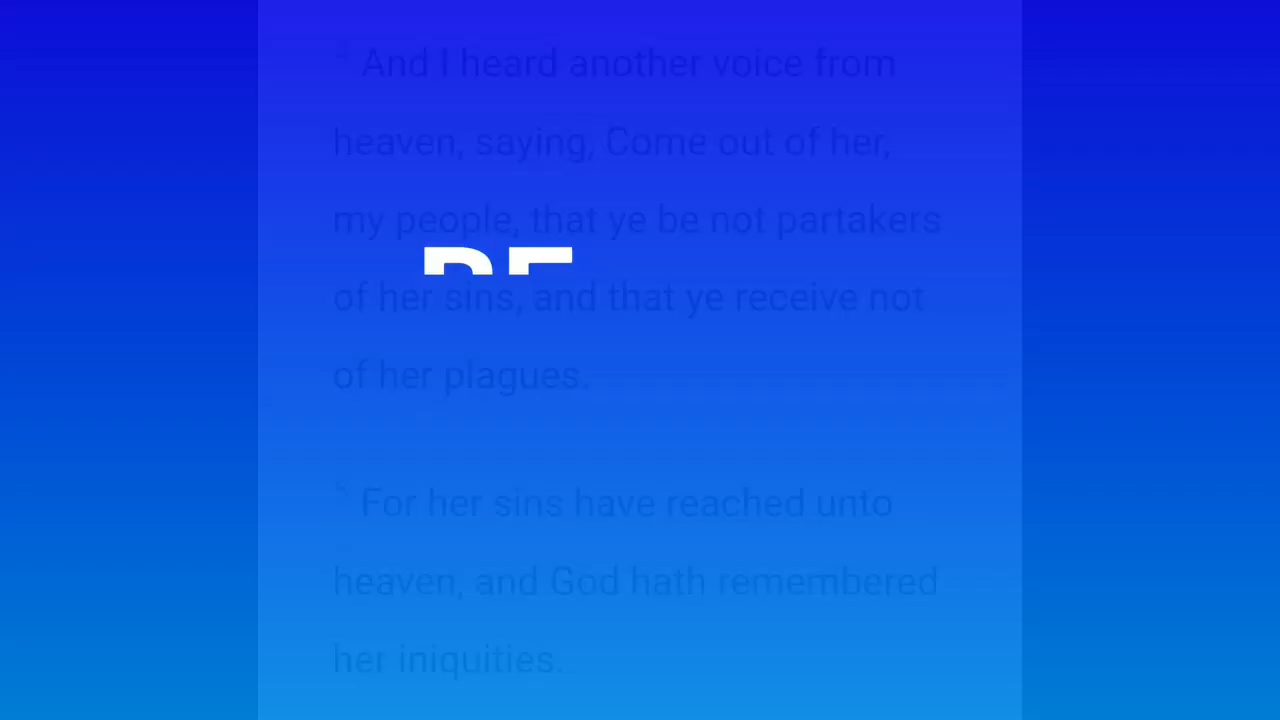 4 And I heard another voice from
heaven, saying, Come out of her,
my people, that ye be not partakers
of her sins, and that ye receive not
of her plagues.
For her sins have reached unto
heaven, and God hath remembered
her iniquities.